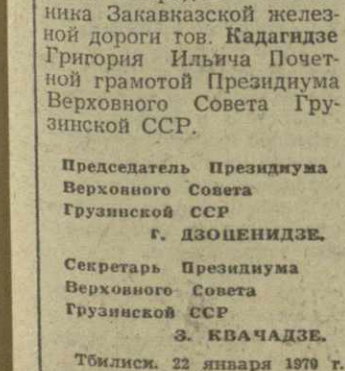 ника Закавказской желез-
ной дороги тов. Кадагидзе
Григория Ильича Почет-
ной грамотой Президиума
Верховного Совета Гру-
зинской ССР.
Председатель Президиума
Верховного Совета
Грузинской ССР
Г. ДЗОЦЕНИДЗЕ.
Секретарь Президиума
Верховного Совета
Грузинской ССР
З. КВАЧАДЗЕ.
Тбилиси. 22 января 1970 г.